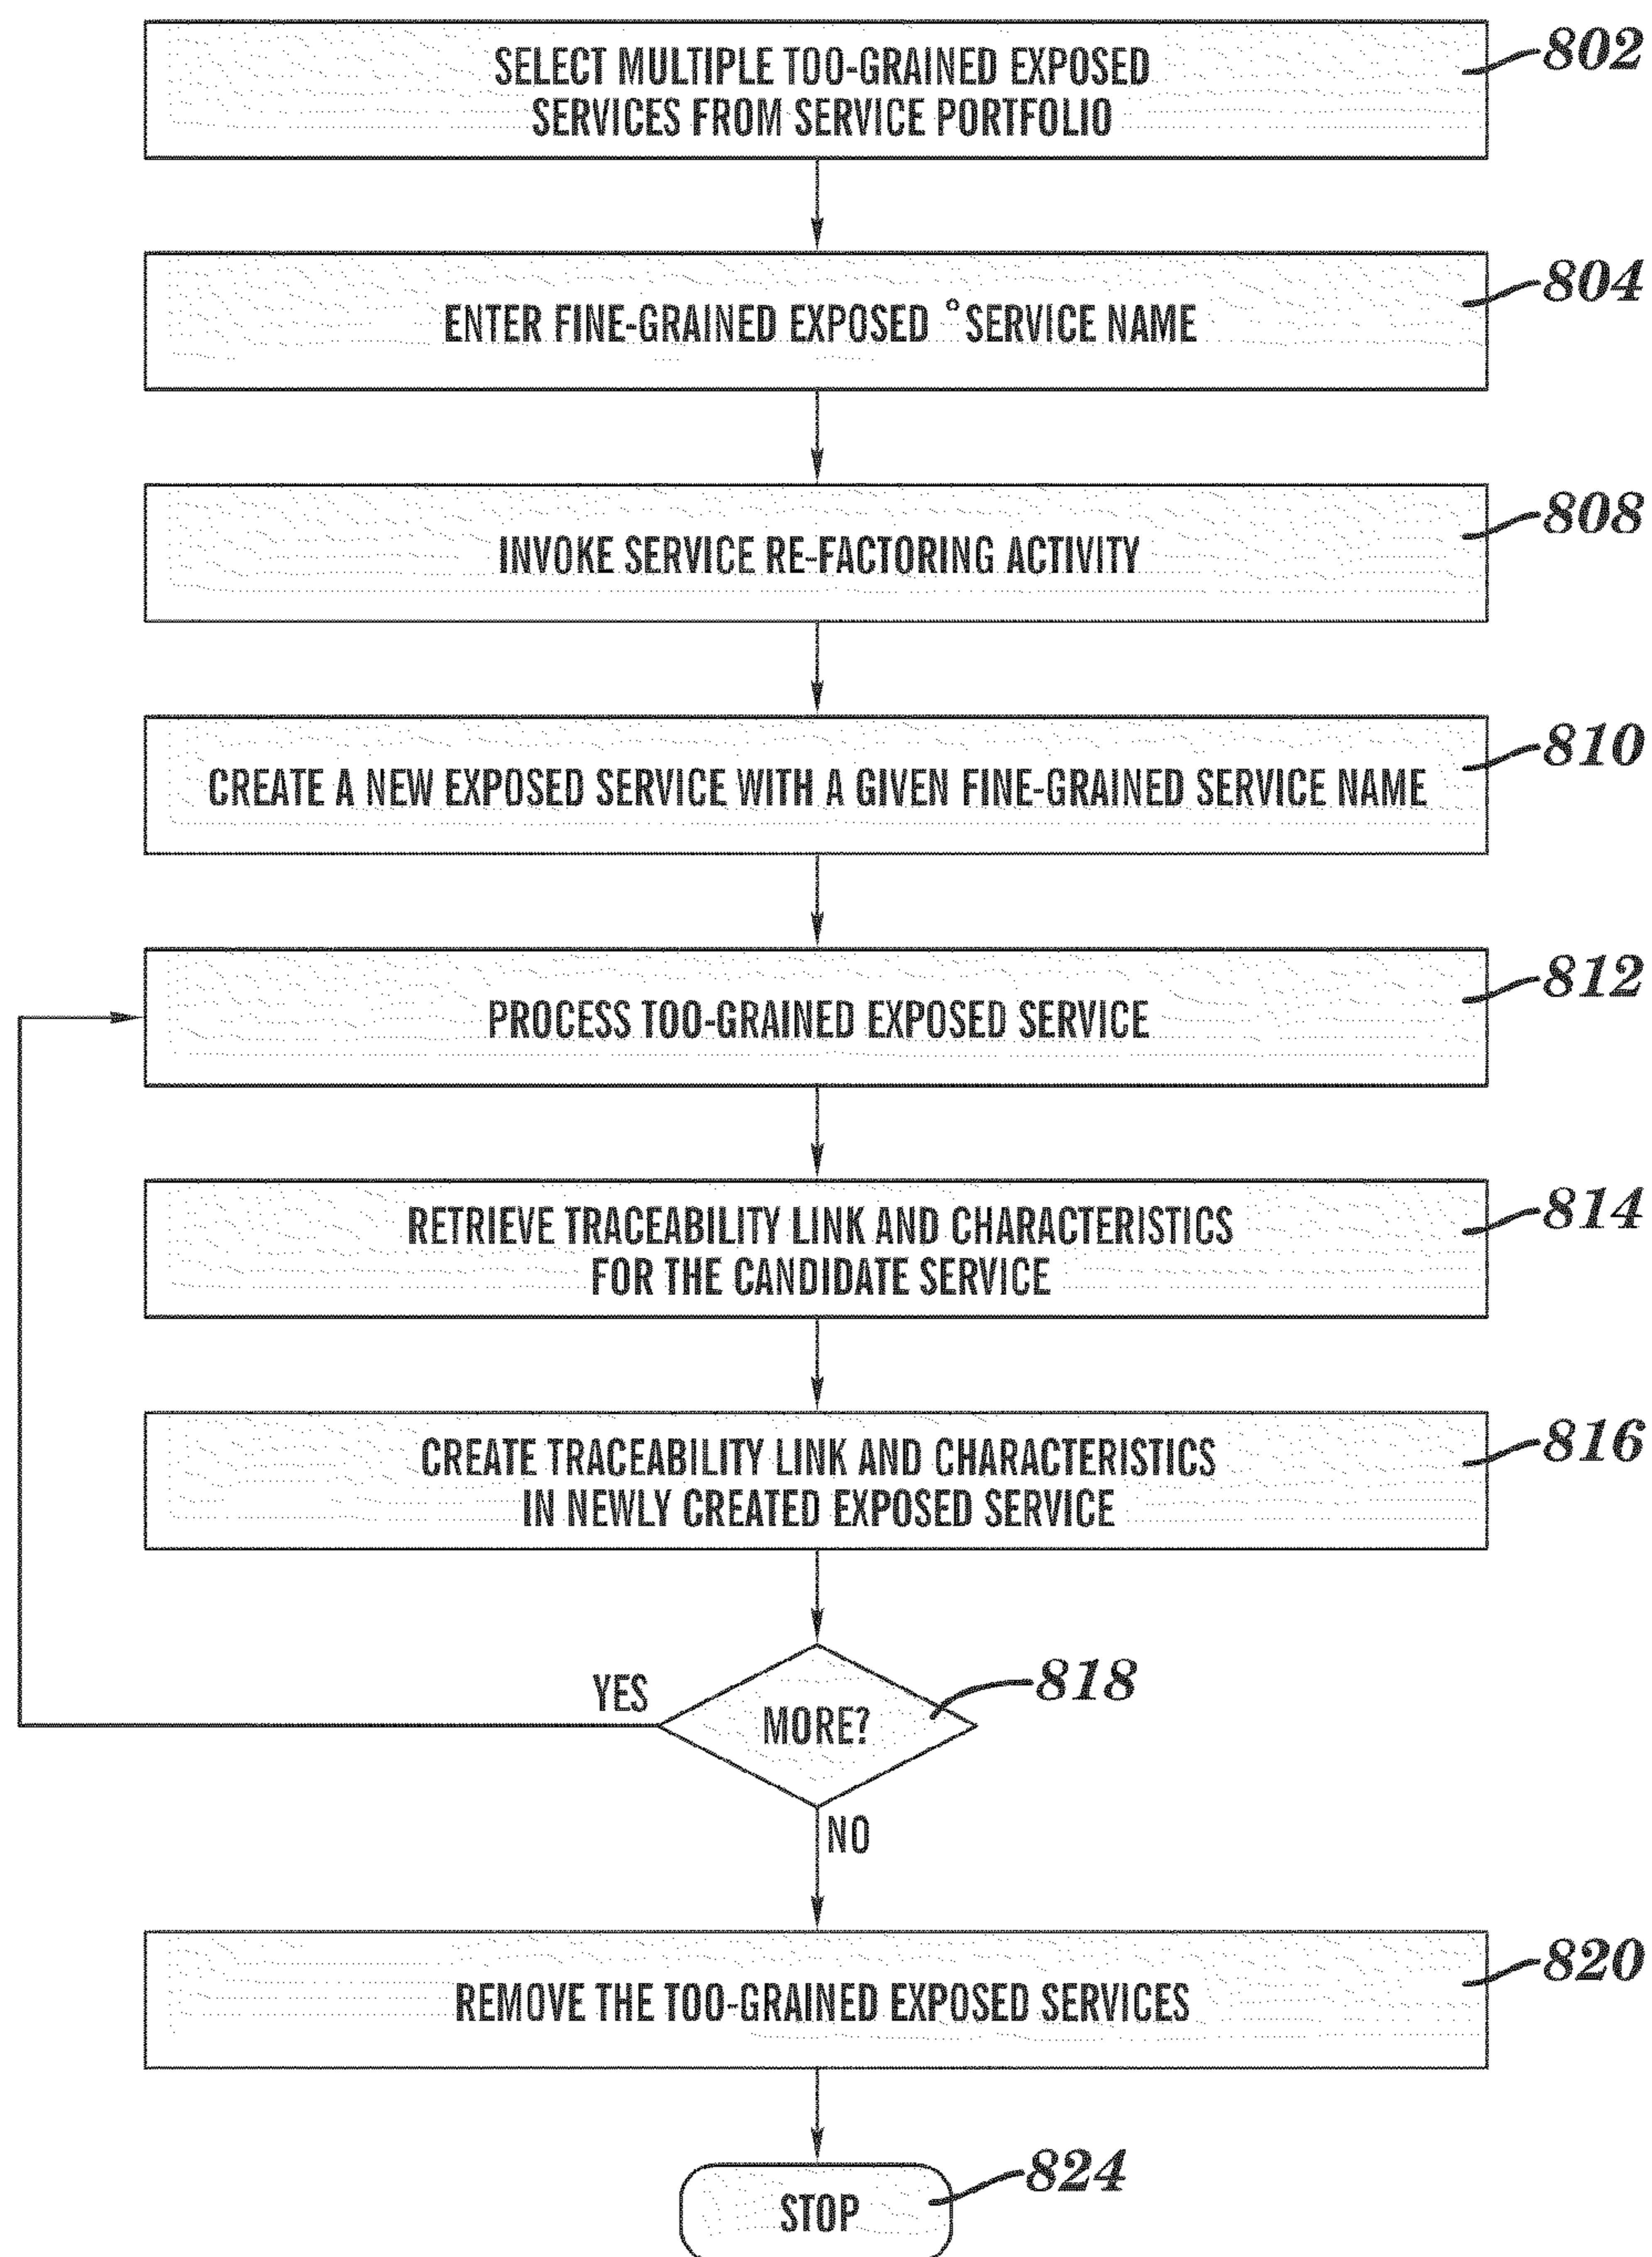 SELECT MULTIPLE TOO-GRAINED EXPOSED
SERVICES FROM SERVICE PORTFOLIO
802
ENTER FINE-GRAINED EXPOSED °SERVICE NAME
804
INVOKE SERVICE RE-FACTORING ACTIVITY
808
CREATE A NEW EXPOSED SERVICE WITH A GIVEN FINE-GRAINED SERVICE NAME
810
PROCESS TOO-GRAINED EXPOSED SERVICE
812
RETRIEVE TRACEABILITY LINK AND CHARACTERISTICS
FOR THE CANDIDATE SERVICE
814
CREATE TRACEABILITY LINK AND CHARACTERISTICS
IN NEWLY CREATED EXPOSED SERVICE
816
YES
MORE?
818
NO
REMOVE THE TOO-GRAINED EXPOSED SERVICES
820
STOP
824